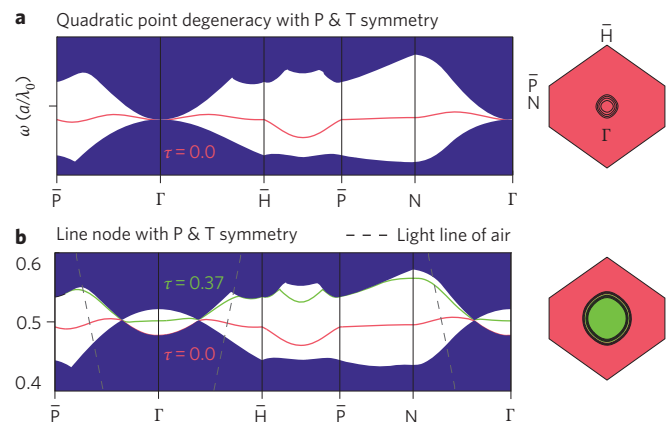 a Quadratic point degeneracy with P & T symmetry
ω (a/λ₀)
τ = 0.0
P̄ Γ H̄ P̄ N Γ
H̄
P̄
N
Γ
b Line node with P & T symmetry --- Light line of air
0.6
0.5
0.4
τ = 0.37
τ = 0.0
P̄ Γ H̄ P̄ N Γ